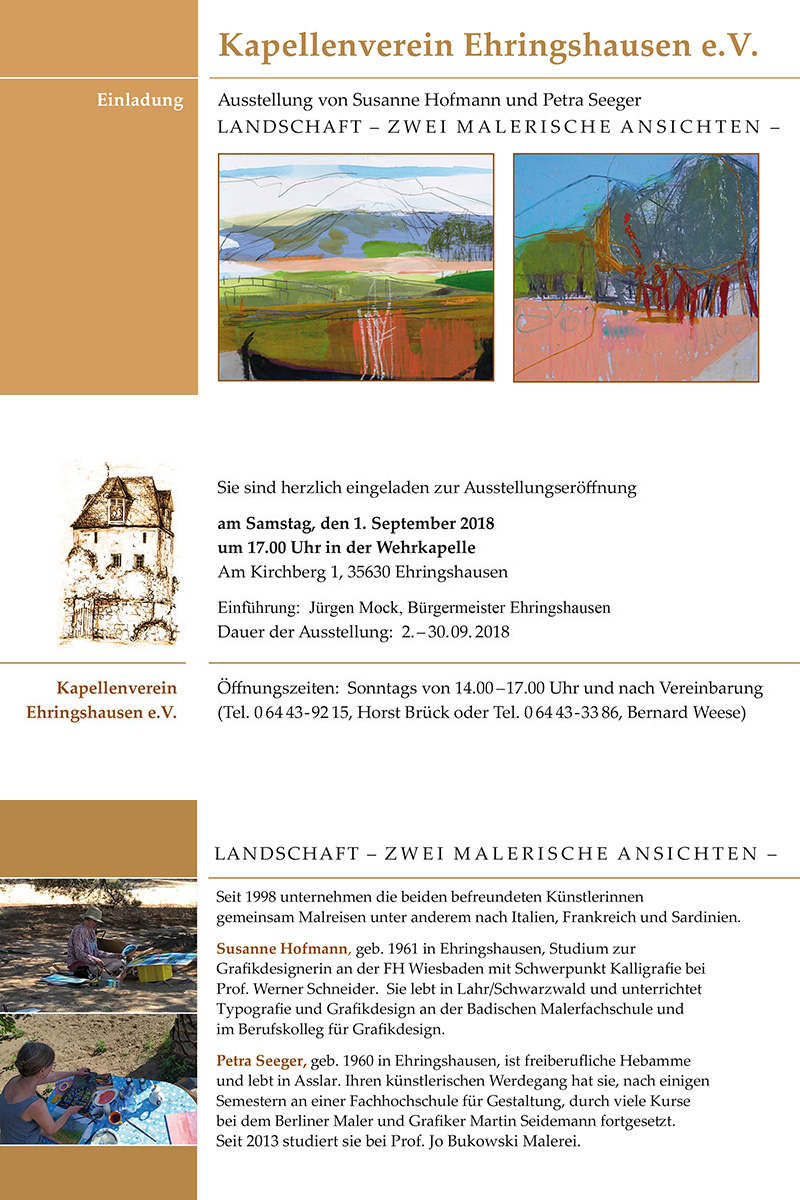 Kapellenverein Ehringshausen e.V.
Einladung
Ausstellung von Susanne Hofmann und Petra Seeger
LANDSCHAFT – ZWEI MALERISCHE ANSICHTEN –
Sie sind herzlich eingeladen zur Ausstellungseröffnung
am Samstag, den 1. September 2018
um 17.00 Uhr in der Wehrkapelle
Am Kirchberg 1, 35630 Ehringshausen
Einführung: Jürgen Mock, Bürgermeister Ehringshausen
Dauer der Ausstellung: 2. – 30. 09. 2018
Kapellenverein
Ehringshausen e.V.
Öffnungszeiten: Sonntags von 14.00 – 17.00 Uhr und nach Vereinbarung
(Tel. 0 64 43-92 15, Horst Brück oder Tel. 0 64 43-33 86, Bernard Weese)
LANDSCHAFT – ZWEI MALERISCHE ANSICHTEN –
Seit 1998 unternehmen die beiden befreundeten Künstlerinnen
gemeinsam Malreisen unter anderem nach Italien, Frankreich und Sardinien.
Susanne Hofmann, geb. 1961 in Ehringshausen, Studium zur
Grafikdesignerin an der FH Wiesbaden mit Schwerpunkt Kalligrafie bei
Prof. Werner Schneider. Sie lebt in Lahr/Schwarzwald und unterrichtet
Typografie und Grafikdesign an der Badischen Malerfachschule und
im Berufskolleg für Grafikdesign.
Petra Seeger, geb. 1960 in Ehringshausen, ist freiberufliche Hebamme
und lebt in Asslar. Ihren künstlerischen Werdegang hat sie, nach einigen
Semestern an einer Fachhochschule für Gestaltung, durch viele Kurse
bei dem Berliner Maler und Grafiker Martin Seidemann fortgesetzt.
Seit 2013 studiert sie bei Prof. Jo Bukowski Malerei.